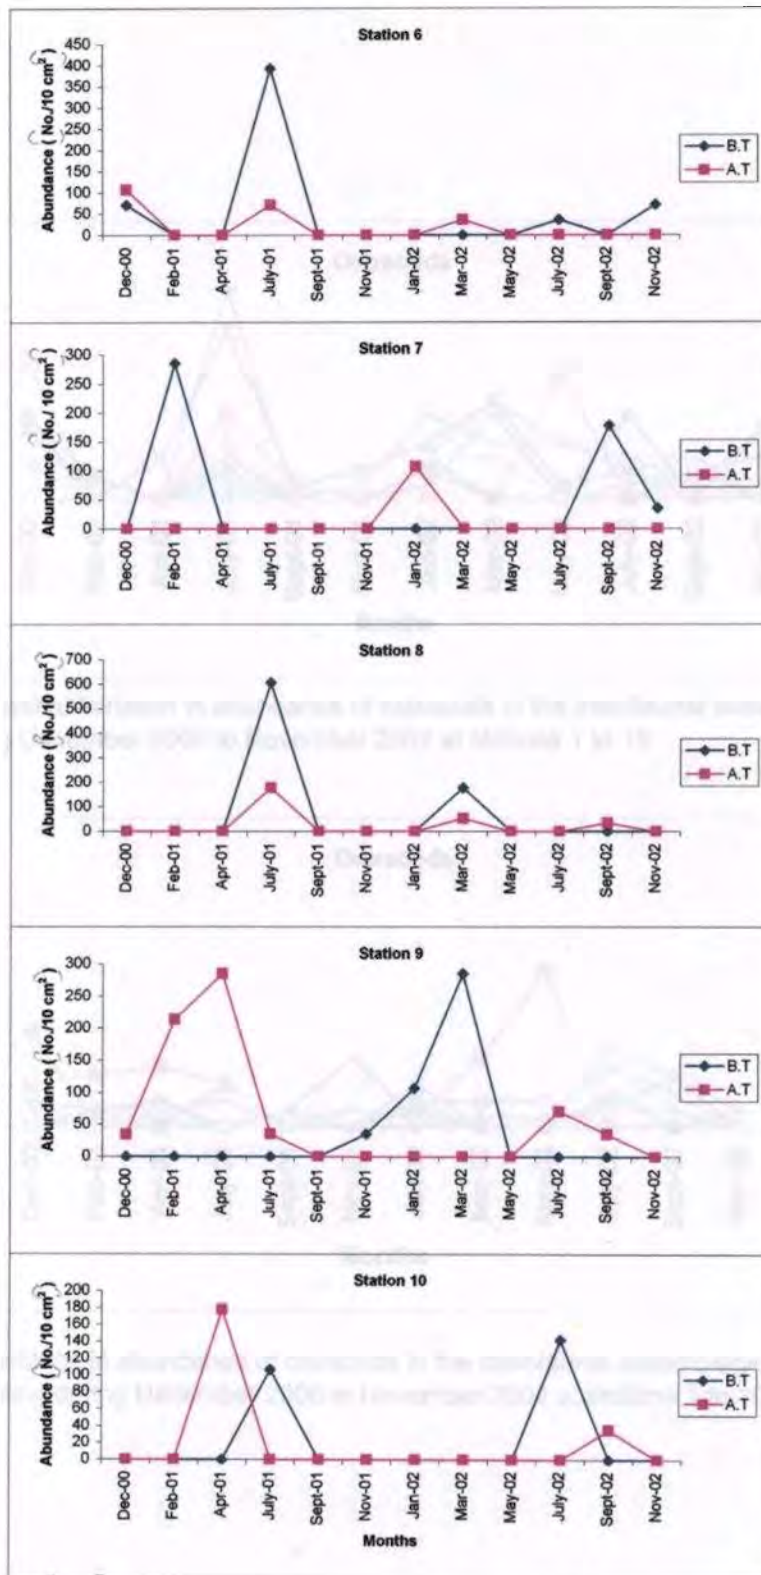 Station 6
Abundance ( No./10 cm²)
450
400
350
300
250
200
150
100
50
0
Dec-00
Feb-01
Apr-01
July-01
Sept-01
Nov-01
Jan-02
Mar-02
May-02
July-02
Sept-02
Nov-02
B.T
A.T
Station 7
Abundance ( No./ 10 cm²)
300
250
200
150
100
50
0
Dec-00
Feb-01
Apr-01
July-01
Sept-01
Nov-01
Jan-02
Mar-02
May-02
July-02
Sept-02
Nov-02
B.T
A.T
Station 8
Abundance ( No./10 cm²)
700
600
500
400
300
200
100
0
Dec-00
Feb-01
Apr-01
July-01
Sept-01
Nov-01
Jan-02
Mar-02
May-02
July-02
Sept-02
Nov-02
B.T
A.T
Station 9
Abundance ( No./10 cm²)
300
250
200
150
100
50
0
Dec-00
Feb-01
Apr-01
July-01
Sept-01
Nov-01
Jan-02
Mar-02
May-02
July-02
Sept-02
Nov-02
B.T
A.T
Station 10
Abundance ( No./10 cm²)
200
180
160
140
120
100
80
60
40
20
0
Dec-00
Feb-01
Apr-01
July-01
Sept-01
Nov-01
Jan-02
Mar-02
May-02
July-02
Sept-02
Nov-02
B.T
A.T
Months